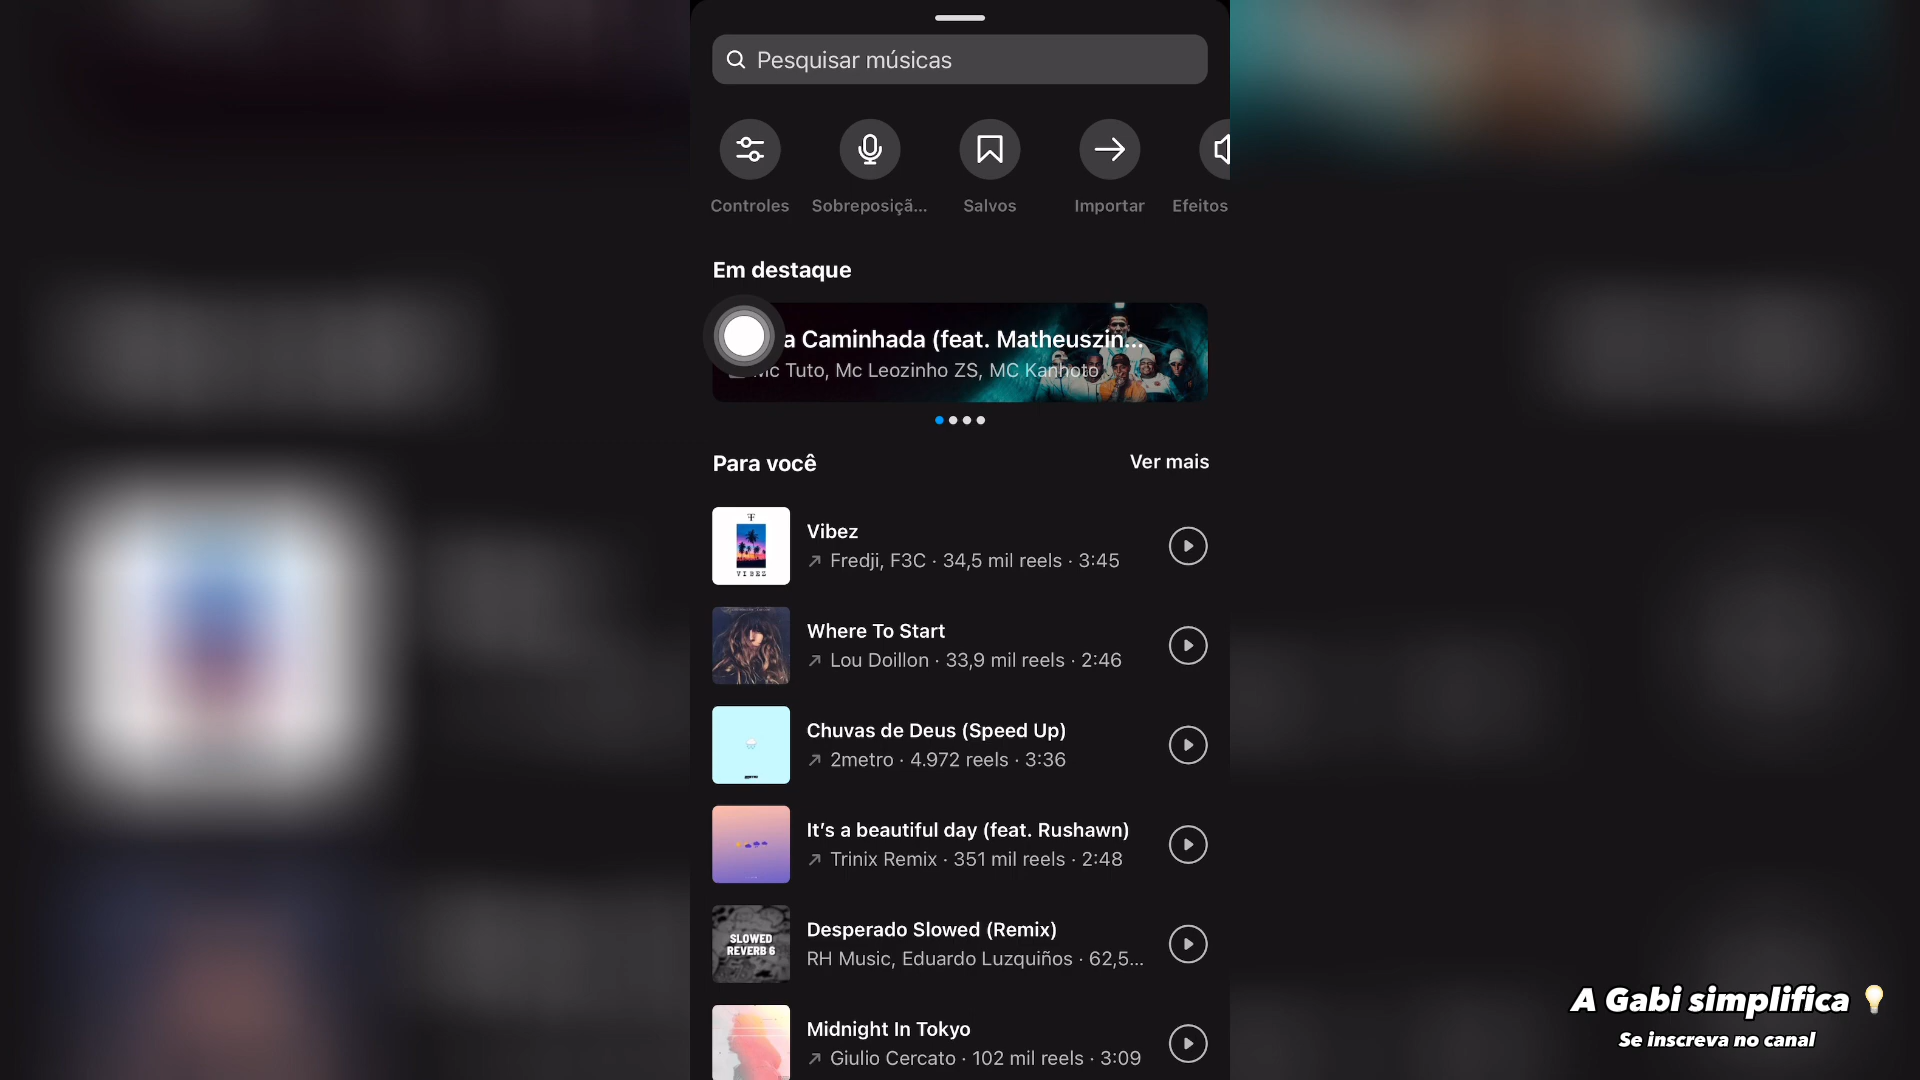 Pesquisar músicas
Controles
Sobreposiçã...
Salvos
Importar
Efeitos
Em destaque
a Caminhada (feat. Matheuszin...
Mc Tuto, Mc Leozinho ZS, MC Kanhoto
Para você
Ver mais
VIBEZ
Vibez
Fredji, F3C · 34,5 mil reels · 3:45
Where To Start
Lou Doillon · 33,9 mil reels · 2:46
Chuvas de Deus (Speed Up)
2metro · 4.972 reels · 3:36
It’s a beautiful day (feat. Rushawn)
Trinix Remix · 351 mil reels · 2:48
SLOWED
REVERB 6
Desperado Slowed (Remix)
RH Music, Eduardo Luzquiños · 62,5...
Midnight In Tokyo
Giulio Cercato · 102 mil reels · 3:09
A Gabi simplifica 💡
Se inscreva no canal